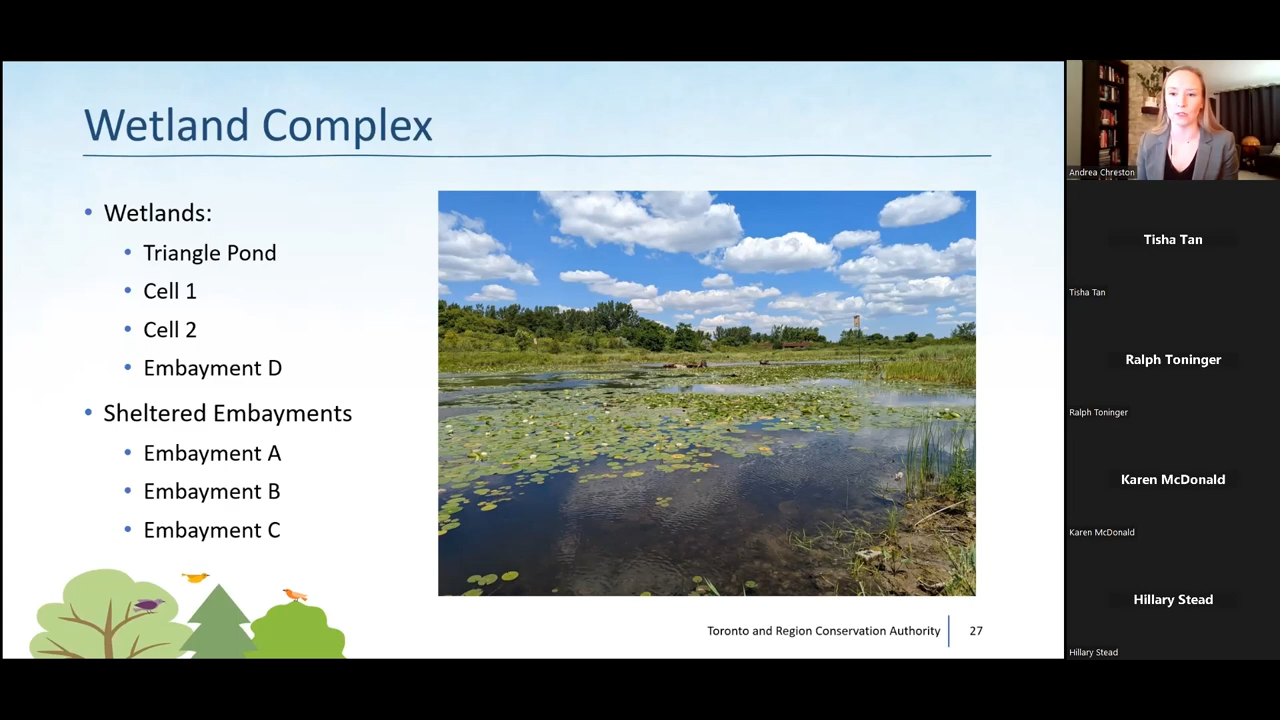 Wetland Complex
• Wetlands:
• Triangle Pond
• Cell 1
• Cell 2
• Embayment D
• Sheltered Embayments
• Embayment A
• Embayment B
• Embayment C
Toronto and Region Conservation Authority
27
Andrea Chreston
Tisha Tan
Tisha Tan
Ralph Toninger
Ralph Toninger
Karen McDonald
Karen McDonald
Hillary Stead
Hillary Stead